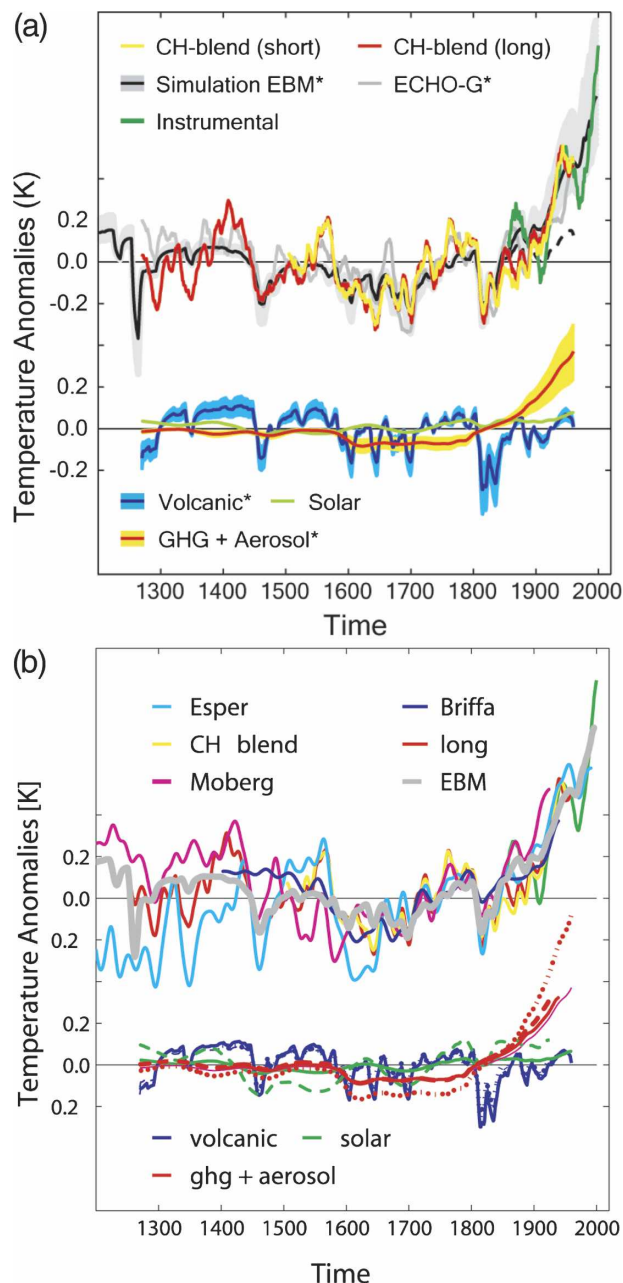 (a)
CH-blend (short) CH-blend (long)
Simulation EBM* ECHO-G*
Instrumental
Temperature Anomalies (K)
0.2
0.0
-0.2
0.2
0.0
-0.2
Volcanic* Solar
GHG + Aerosol*
1300 1400 1500 1600 1700 1800 1900 2000
Time
(b)
Esper Briffa
CH blend long
Moberg EBM
Temperature Anomalies [K]
0.2
0.0
0.2
0.2
0.0
0.2
volcanic solar
ghg + aerosol
1300 1400 1500 1600 1700 1800 1900 2000
Time